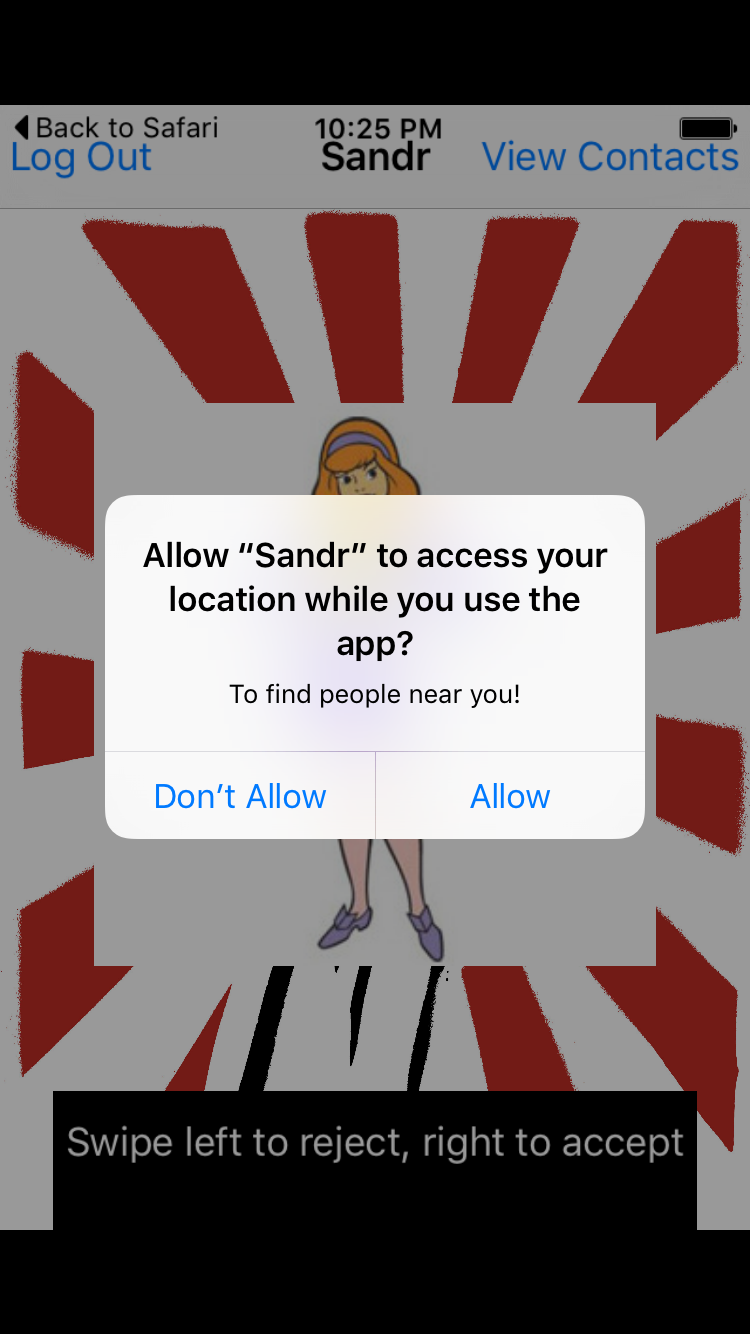 Back to Safari 10:25 PM
Log Out Sandr View Contacts
Allow “Sandr” to access your
location while you use the
app?
To find people near you!
Don’t Allow Allow
Swipe left to reject, right to accept